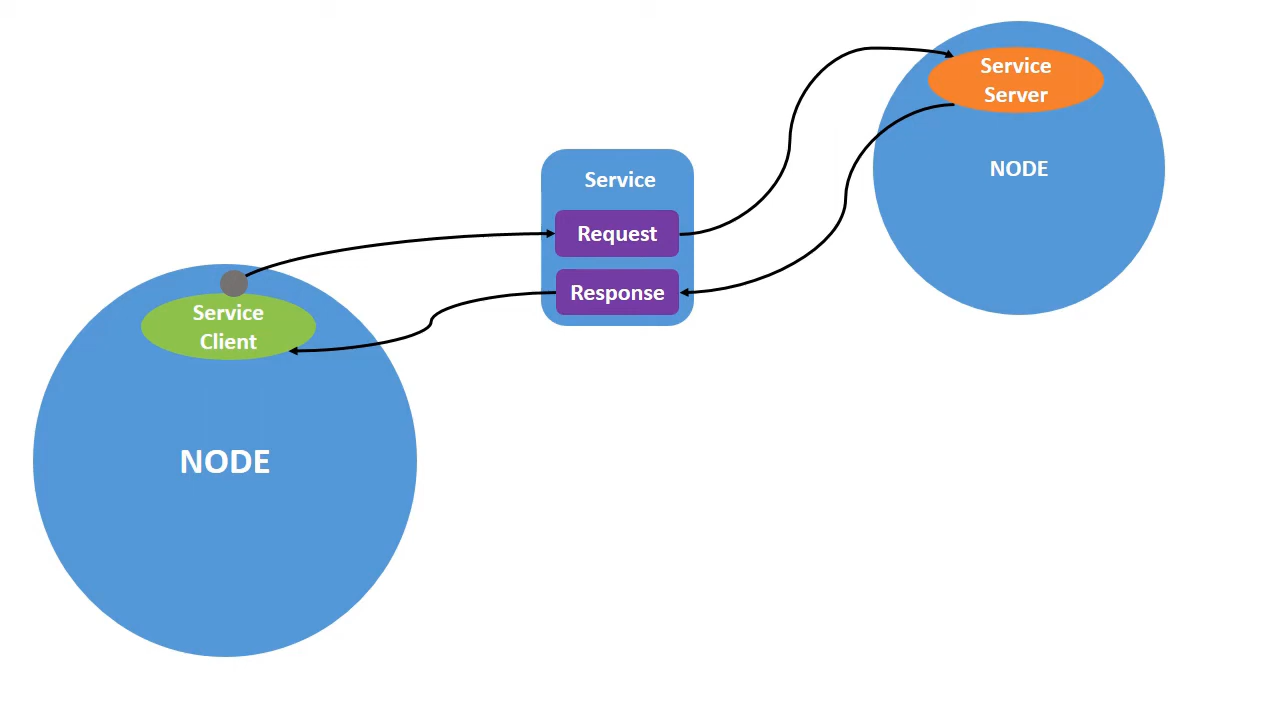 Service
Server
NODE
Service
Request
Response
Service
Client
NODE